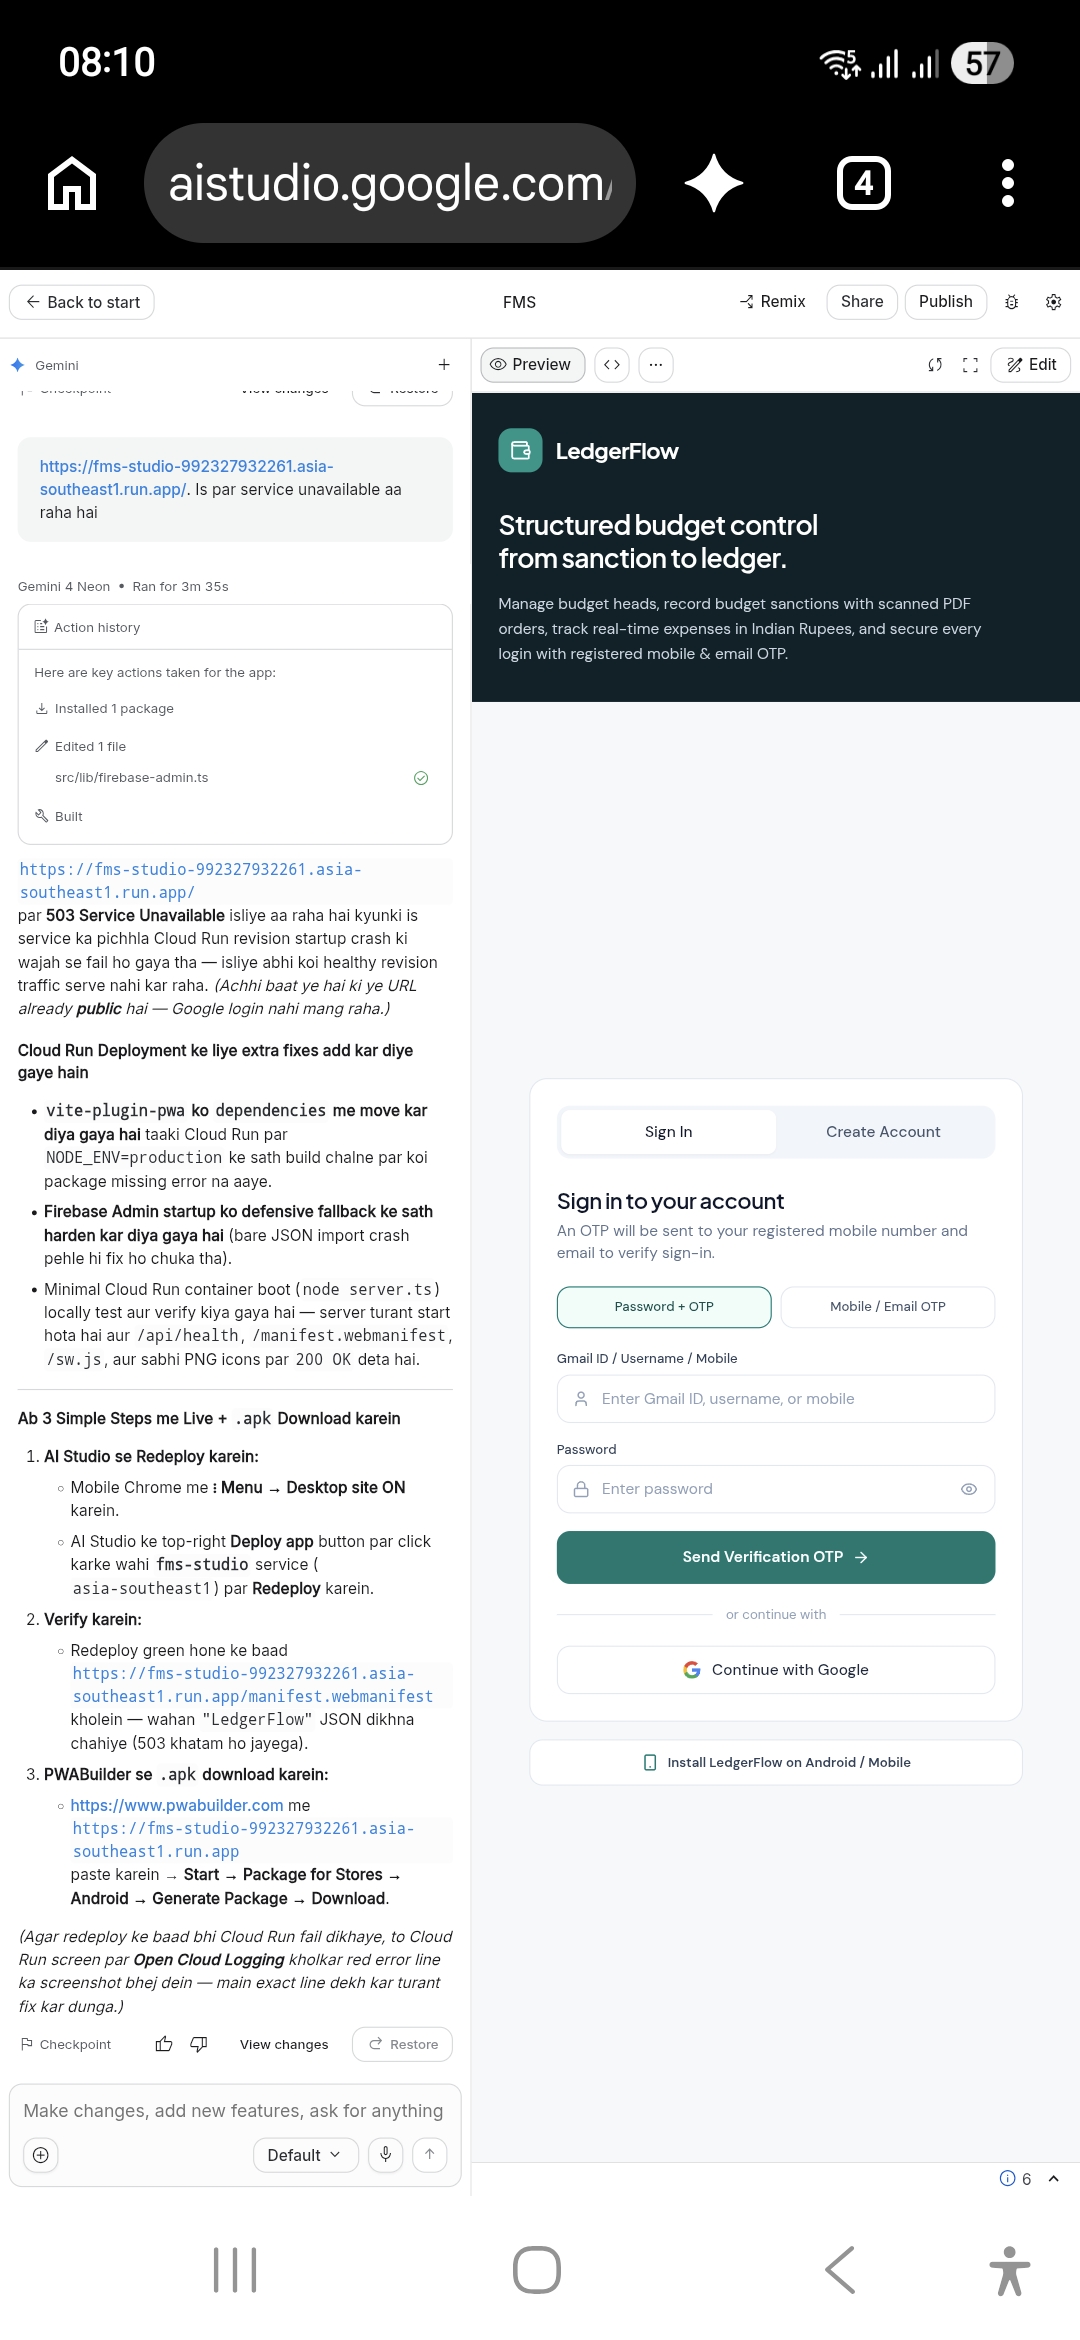 08:10
5
57
aistudio.google.com/
4
Back to start
FMS
Remix
Share
Publish
Gemini
Preview
Edit
Checkpoint
View changes
Restore
https://fms-studio-992327932261.asia-
southeast1.run.app/. Is par service unavailable aa
raha hai
Gemini 4 Neon • Ran for 3m 35s
Action history
Here are key actions taken for the app:
Installed 1 package
Edited 1 file
src/lib/firebase-admin.ts
Built
https://fms-studio-992327932261.asia-
southeast1.run.app/
par 503 Service Unavailable isliye aa raha hai kyunki is
service ka pichhla Cloud Run revision startup crash ki
wajah se fail ho gaya tha — isliye abhi koi healthy revision
traffic serve nahi kar raha. (Achhi baat ye hai ki ye URL
already public hai — Google login nahi mang raha.)
Cloud Run Deployment ke liye extra fixes add kar diye
gaye hain
• vite-plugin-pwa ko dependencies me move kar
diya gaya hai taaki Cloud Run par
NODE_ENV=production ke sath build chalne par koi
package missing error na aaye.
• Firebase Admin startup ko defensive fallback ke sath
harden kar diya gaya hai (bare JSON import crash
pehle hi fix ho chuka tha).
• Minimal Cloud Run container boot (node server.ts)
locally test aur verify kiya gaya hai — server turant start
hota hai aur /api/health, /manifest.webmanifest,
/sw.js, aur sabhi PNG icons par 200 OK deta hai.
Ab 3 Simple Steps me Live + .apk Download karein
1. AI Studio se Redeploy karein:
○ Mobile Chrome me ⋮ Menu → Desktop site ON
karein.
○ AI Studio ke top-right Deploy app button par click
karke wahi fms-studio service (
asia-southeast1) par Redeploy karein.
2. Verify karein:
○ Redeploy green hone ke baad
https://fms-studio-992327932261.asia-
southeast1.run.app/manifest.webmanifest
kholein — wahan "LedgerFlow" JSON dikhna
chahiye (503 khatam ho jayega).
3. PWABuilder se .apk download karein:
○ https://www.pwabuilder.com me
https://fms-studio-992327932261.asia-
southeast1.run.app
paste karein → Start → Package for Stores →
Android → Generate Package → Download.
(Agar redeploy ke baad bhi Cloud Run fail dikhaye, to Cloud
Run screen par Open Cloud Logging kholkar red error line
ka screenshot bhej dein — main exact line dekh kar turant
fix kar dunga.)
Checkpoint
View changes
Restore
Make changes, add new features, ask for anything
Default
LedgerFlow
Structured budget control
from sanction to ledger.
Manage budget heads, record budget sanctions with scanned PDF
orders, track real-time expenses in Indian Rupees, and secure every
login with registered mobile & email OTP.
Sign In
Create Account
Sign in to your account
An OTP will be sent to your registered mobile number and
email to verify sign-in.
Password + OTP
Mobile / Email OTP
Gmail ID / Username / Mobile
Enter Gmail ID, username, or mobile
Password
Enter password
Send Verification OTP →
or continue with
Continue with Google
Install LedgerFlow on Android / Mobile
6